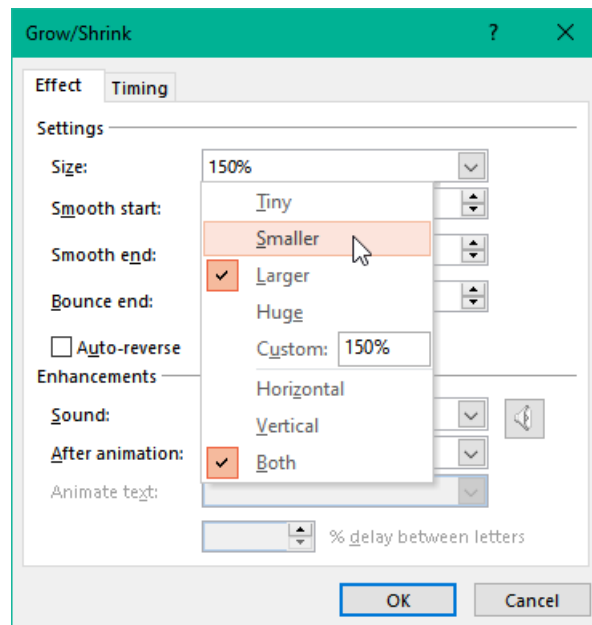 Grow/Shrink ? ×
Effect Timing
Settings
Size: 150%
Tiny
Smooth start:
Smaller
Smooth end:
Larger
Bounce end:
Huge
Auto-reverse
Custom: 150%
Enhancements
Horizontal
Sound:
Vertical
After animation:
Both
Animate text:
% delay between letters
OK Cancel